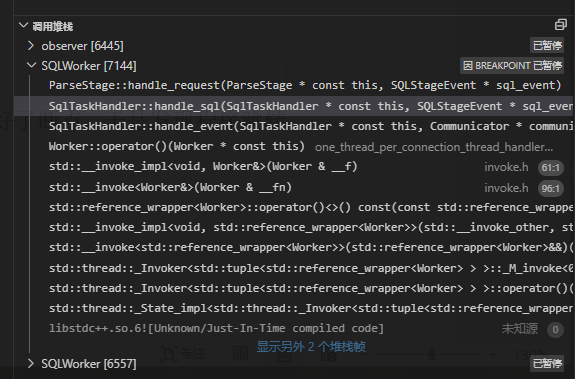 调用堆栈
observer [6445] 已暂停
SQLWorker [7144] 因 BREAKPOINT 已暂停
ParseStage::handle_request(ParseStage * const this, SQLStageEvent * sql_event)
SqlTaskHandler::handle_sql(SqlTaskHandler * const this, SQLStageEvent * sql_even
SqlTaskHandler::handle_event(SqlTaskHandler * const this, Communicator * communi
Worker::operator()(Worker * const this) one_thread_per_connection_thread_handler...
std::__invoke_impl<void, Worker&>(Worker & __f) invoke.h 61:1
std::__invoke<Worker&>(Worker & __fn) invoke.h 96:1
std::reference_wrapper<Worker>::operator()<>() const(const std::reference_wrappe
std::__invoke_impl<void, std::reference_wrapper<Worker>>(std::__invoke_other, st
std::__invoke<std::reference_wrapper<Worker>>(std::reference_wrapper<Worker>&&)(
std::thread::_Invoker<std::tuple<std::reference_wrapper<Worker> > >::_M_invoke<0
std::thread::_Invoker<std::tuple<std::reference_wrapper<Worker> > >::operator()(
std::thread::_State_impl<std::thread::_Invoker<std::tuple<std::reference_wrapper
libstdc++.so.6![Unknown/Just-In-Time compiled code] 未知源 0
显示另外 2 个堆栈帧
专注
SQLWorker [6557] 已暂停